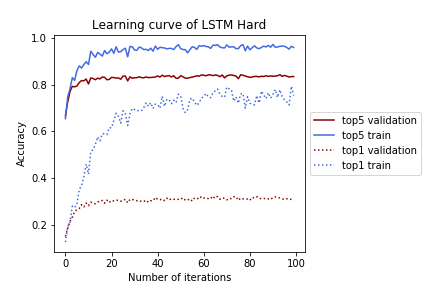 Learning curve of LSTM Hard
1.0
0.8
0.6
0.4
0.2
Accuracy
0
20
40
60
80
100
Number of iterations
top5 validation
top5 train
top1 validation
top1 train